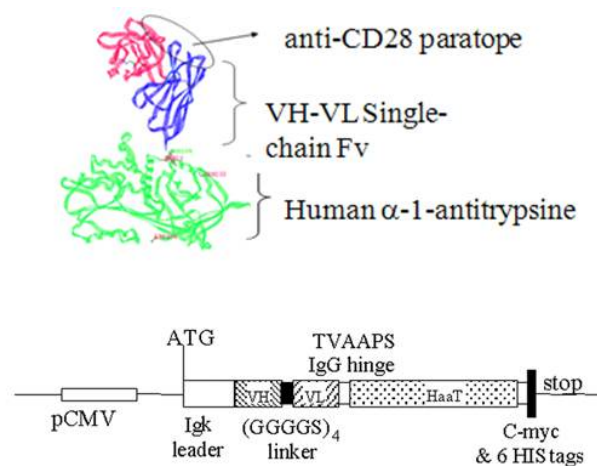 anti-CD28 paratope
VH-VL Single-
chain Fv
Human α-1-antitrypsine
ATG
TVAAPS
IgG hinge
VH
VL
HaaT
stop
pCMV
Igk
leader
(GGGGS)4
linker
C-myc
& 6 HIS tags